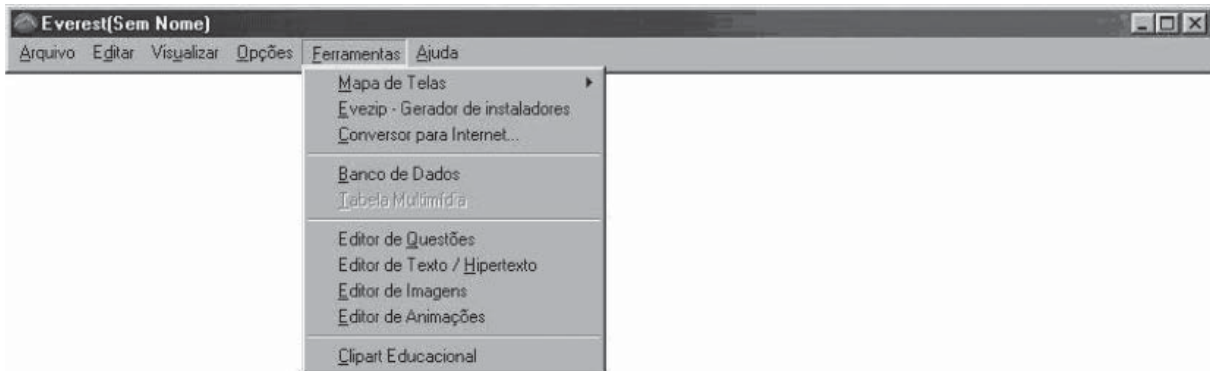 Everest(Sem Nome)
Arquivo Editar Visualizar Opções Ferramentas Ajuda
Mapa de Telas
Evezip - Gerador de instaladores
Conversor para Internet...
Banco de Dados
Tabela Multimídia
Editor de Questões
Editor de Texto / Hipertexto
Editor de Imagens
Editor de Animações
Clipart Educacional